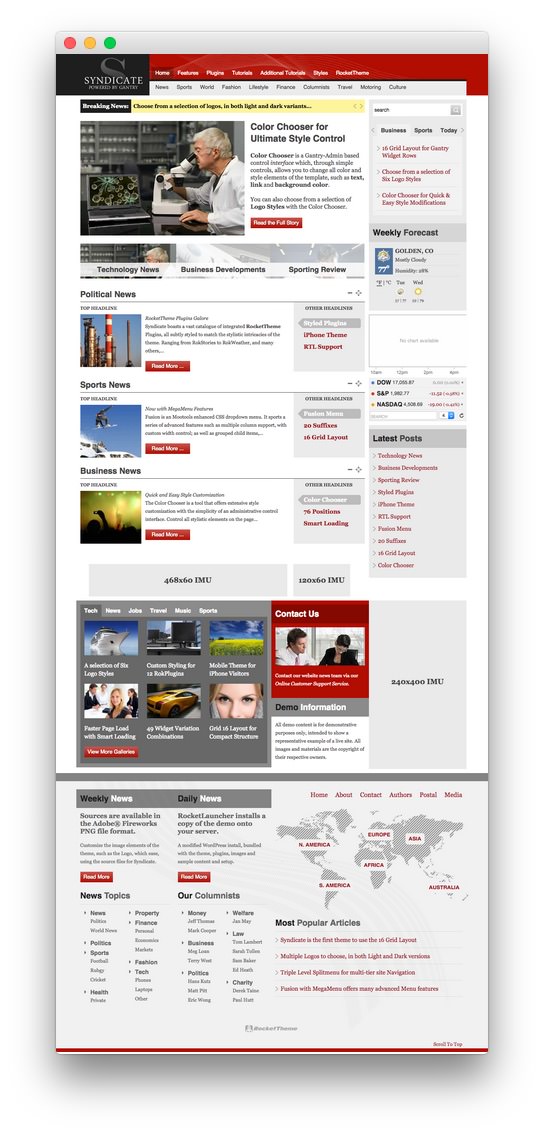 S
SYNDICATE
POWERED BY GANTRY
Home Features Plugins Tutorials Additional Tutorials Styles RocketTheme
News Sports World Fashion Lifestyle Finance Climate Travel Motoring Culture
Breaking News: Choose from a selection of logos, in both light and dark variants...
Color Chooser for
Ultimate Style Control
Color Chooser is a Gantry-Admin based
control interface which, through simple
controls, allows you to change all color and
style elements of the template, such as text,
link and background color.
You can also choose from a selection of
Logo Styles with the Color Chooser.
Read the Full Story
Technology News Business Developments Sporting Review
search
Business Sports Today
16 Grid Layout for Gantry
Widget Rows
Choose from a selection of
Six Logo Styles
Color Chooser for Quick &
Easy Style Modifications
Weekly Forecast
GOLDEN, CO
Mostly Cloudy
Humidity: 28%
77°
°F | °C Tue Wed
No chart available
10am 12pm 2pm 4pm
DOW 17,055.87
S&P 1,982.77
NASDAQ 4,508.69
SEARCH 4
Political News
TOP HEADLINE
RocketTheme Plugins Galore
Syndicate boasts a vast catalogue of integrated RocketTheme
Plugins, all subtly styled to match the stylistic intricacies of the
theme. Ranging from RokStories to RokWeather, and many
others,...
Read More ...
OTHER HEADLINES
Styled Plugins
iPhone Theme
RTL Support
Sports News
TOP HEADLINE
Now with MegaMenu Features
Fusion is an Mootools enhanced CSS dropdown menu. It sports a
series of advanced features such as multiple column support, with
custom width control; as well as grouped child items,...
Read More ...
OTHER HEADLINES
Fusion Menu
20 Suffixes
16 Grid Layout
Business News
TOP HEADLINE
Quick and Easy Style Customization
The Color Chooser is a tool that offers extensive style
customization with the simplicity of an administrative control
interface. Control all stylistic elements on the page...
Read More ...
OTHER HEADLINES
Color Chooser
76 Positions
Smart Loading
Latest Posts
Technology News
Business Developments
Sporting Review
Styled Plugins
iPhone Theme
RTL Support
Fusion Menu
20 Suffixes
16 Grid Layout
Color Chooser
468x60 IMU
120x60 IMU
Tech News Jobs Travel Music Sports
A selection of Six
Logo Styles
Custom Styling for
12 RokPlugins
Mobile Theme for
iPhone Visitors
Faster Page Load
with Smart Loading
49 Widget Variation
Combinations
Grid 16 Layout for
Compact Structure
View More Galleries
Contact Us
Contact our website news team via our
Online Customer Support Service.
Demo Information
All demo content is for demonstrative
purposes only, intended to show a
representative example of a live site. All
images and materials are the copyright of
their respective owners.
240x400 IMU
Weekly News
Sources are available in
the Adobe® Fireworks
PNG file format.
Customize the image elements of the
theme, such as the Logo, which ease,
using the source files for Syndicate.
Read More
Daily News
RocketLauncher installs a
copy of the demo onto
your server.
A modified WordPress install, bundled
with the theme, plugins, images and
sample content and setup.
Read More
Home About Contact Authors Postal Media
N. AMERICA
EUROPE
ASIA
AFRICA
S. AMERICA
AUSTRALIA
News Topics
News
Politics
World News
Politics
Sports
Football
Rubgy
Cricket
Health
Private
Property
Finance
Personal
Economics
Markets
Fashion
Tech
Phones
Laptops
Other
Our Columnists
Money
Jeff Thomas
Mark Cooper
Business
Meg Loan
Terry West
Politics
Hans Kutz
Matt Pitt
Eric Wong
Welfare
Jan May
Law
Tom Lambert
Sarah Tollen
Sam Baker
Ed Heath
Charity
Derek Taine
Paul Hutt
Most Popular Articles
Syndicate is the first theme to use the 16 Grid Layout
Multiple Logos to choose, in both Light and Dark versions
Triple Level Splitmenu for multi-tier site Navigation
Fusion with MegaMenu offers many advanced Menu features
RocketTheme
Scroll To Top